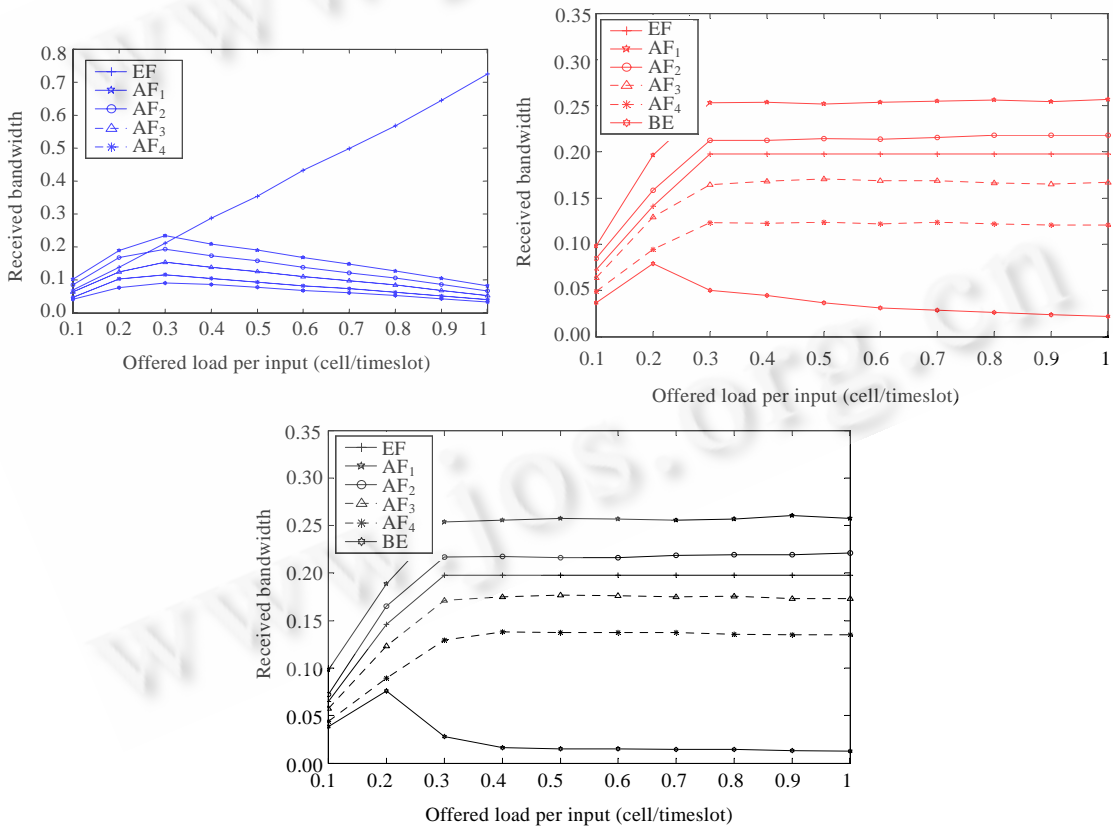 0.8
0.7
0.6
0.5
0.4
0.3
0.2
0.1
0.0
Received bandwidth
EF
AF₁
AF₂
AF₃
AF₄
0.1 0.2 0.3 0.4 0.5 0.6 0.7 0.8 0.9 1
Offered load per input (cell/timeslot)
0.35
0.30
0.25
0.20
0.15
0.10
0.05
0.00
Received bandwidth
EF
AF₁
AF₂
AF₃
AF₄
BE
0.1 0.2 0.3 0.4 0.5 0.6 0.7 0.8 0.9 1
Offered load per input (cell/timeslot)
0.35
0.30
0.25
0.20
0.15
0.10
0.05
0.00
Received bandwidth
EF
AF₁
AF₂
AF₃
AF₄
BE
0.1 0.2 0.3 0.4 0.5 0.6 0.7 0.8 0.9 1
Offered load per input (cell/timeslot)
www.jos.org.cn